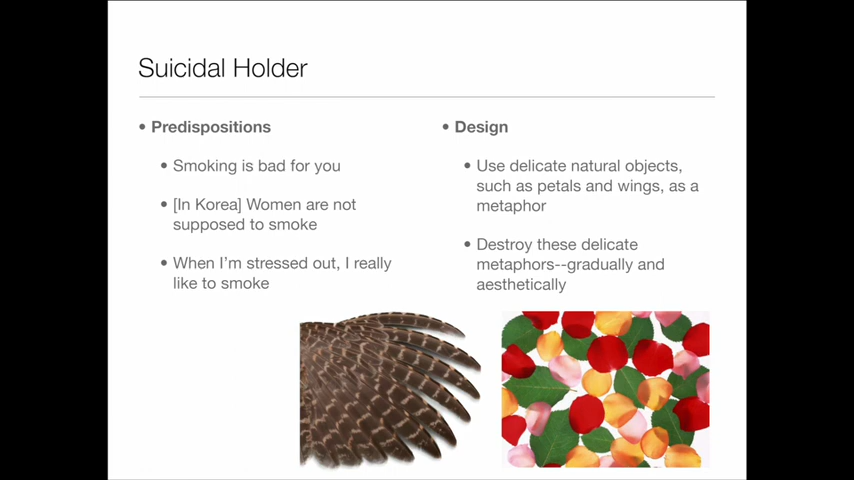 Suicidal Holder
• Predispositions
• Smoking is bad for you
• [In Korea] Women are not
supposed to smoke
• When I’m stressed out, I really
like to smoke
• Design
• Use delicate natural objects,
such as petals and wings, as a
metaphor
• Destroy these delicate
metaphors--gradually and
aesthetically